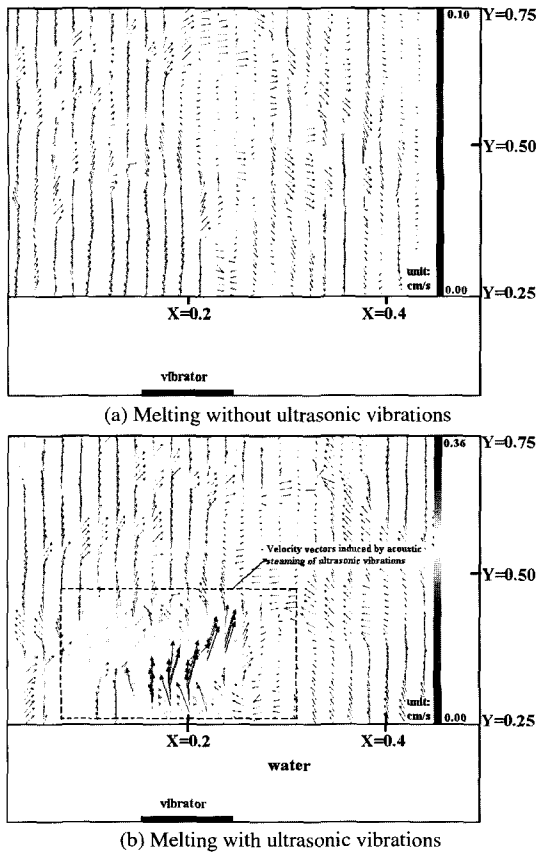 0.10
Y=0.75
Y=0.50
unit:
cm/s
0.00
Y=0.25
X=0.2 X=0.4
vibrator
(a) Melting without ultrasonic vibrations
0.36
Y=0.75
Velocity vectors induced by acoustic
steaming of ultrasonic vibrations
Y=0.50
unit:
cm/s
0.00
Y=0.25
X=0.2 X=0.4
water
vibrator
(b) Melting with ultrasonic vibrations